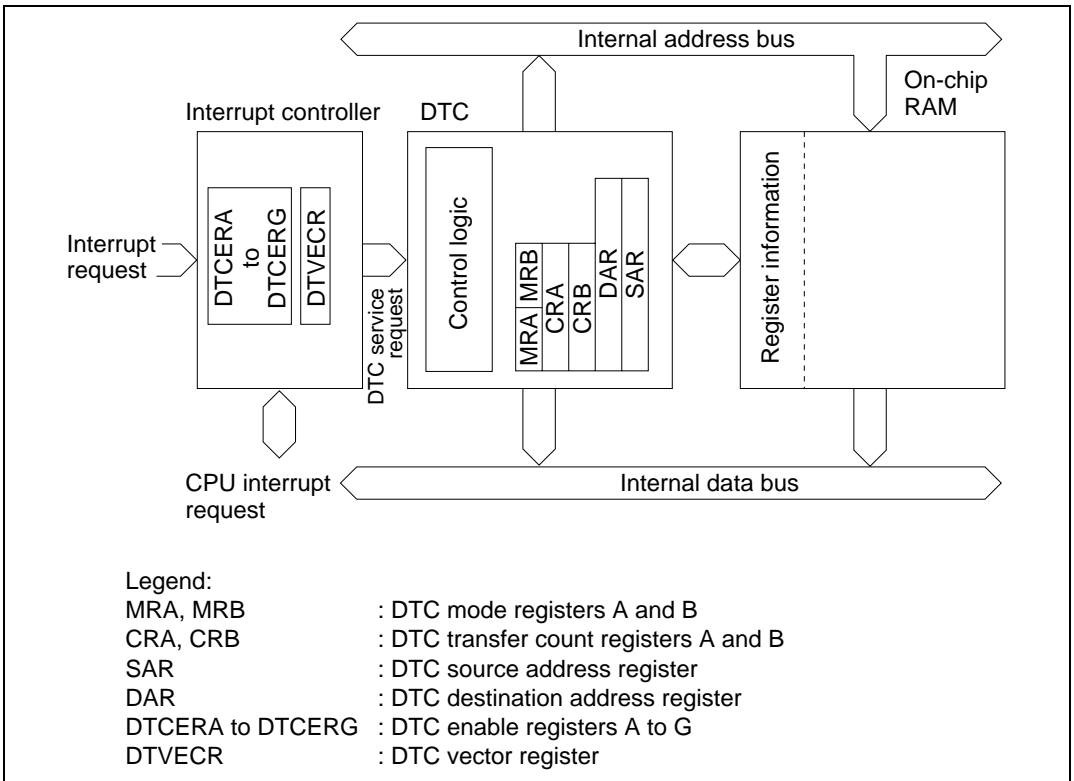 Internal address bus
On-chip
RAM
Interrupt controller
DTC
Interrupt
request
DTCERA
to
DTCERG
DTVECR
DTC service
request
Control logic
MRA
MRB
CRA
CRB
DAR
SAR
Register information
CPU interrupt
request
Internal data bus
Legend:
MRA, MRB : DTC mode registers A and B
CRA, CRB : DTC transfer count registers A and B
SAR : DTC source address register
DAR : DTC destination address register
DTCERA to DTCERG : DTC enable registers A to G
DTVECR : DTC vector register